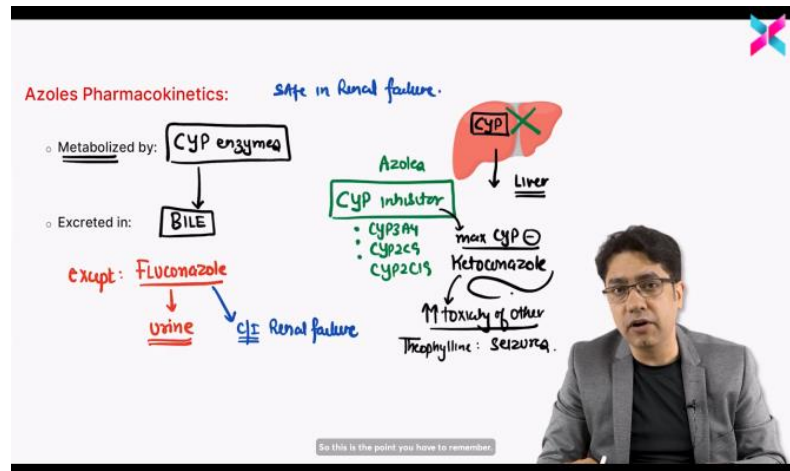 Azoles Pharmacokinetics:
SAfe in Renal failure.
Metabolized by:
CYP enzymes
Excreted in:
BILE
except: Fluconazole
urine
C/I Renal failure
CYP
Liver
Azoles
CYP inhibitor
• CYP3A4
• CYP2C9
CYP2C19
max CYP ⊖
Ketoconazole
↑ toxicity of other
Theophylline: Seizures.
So this is the point you have to remember.